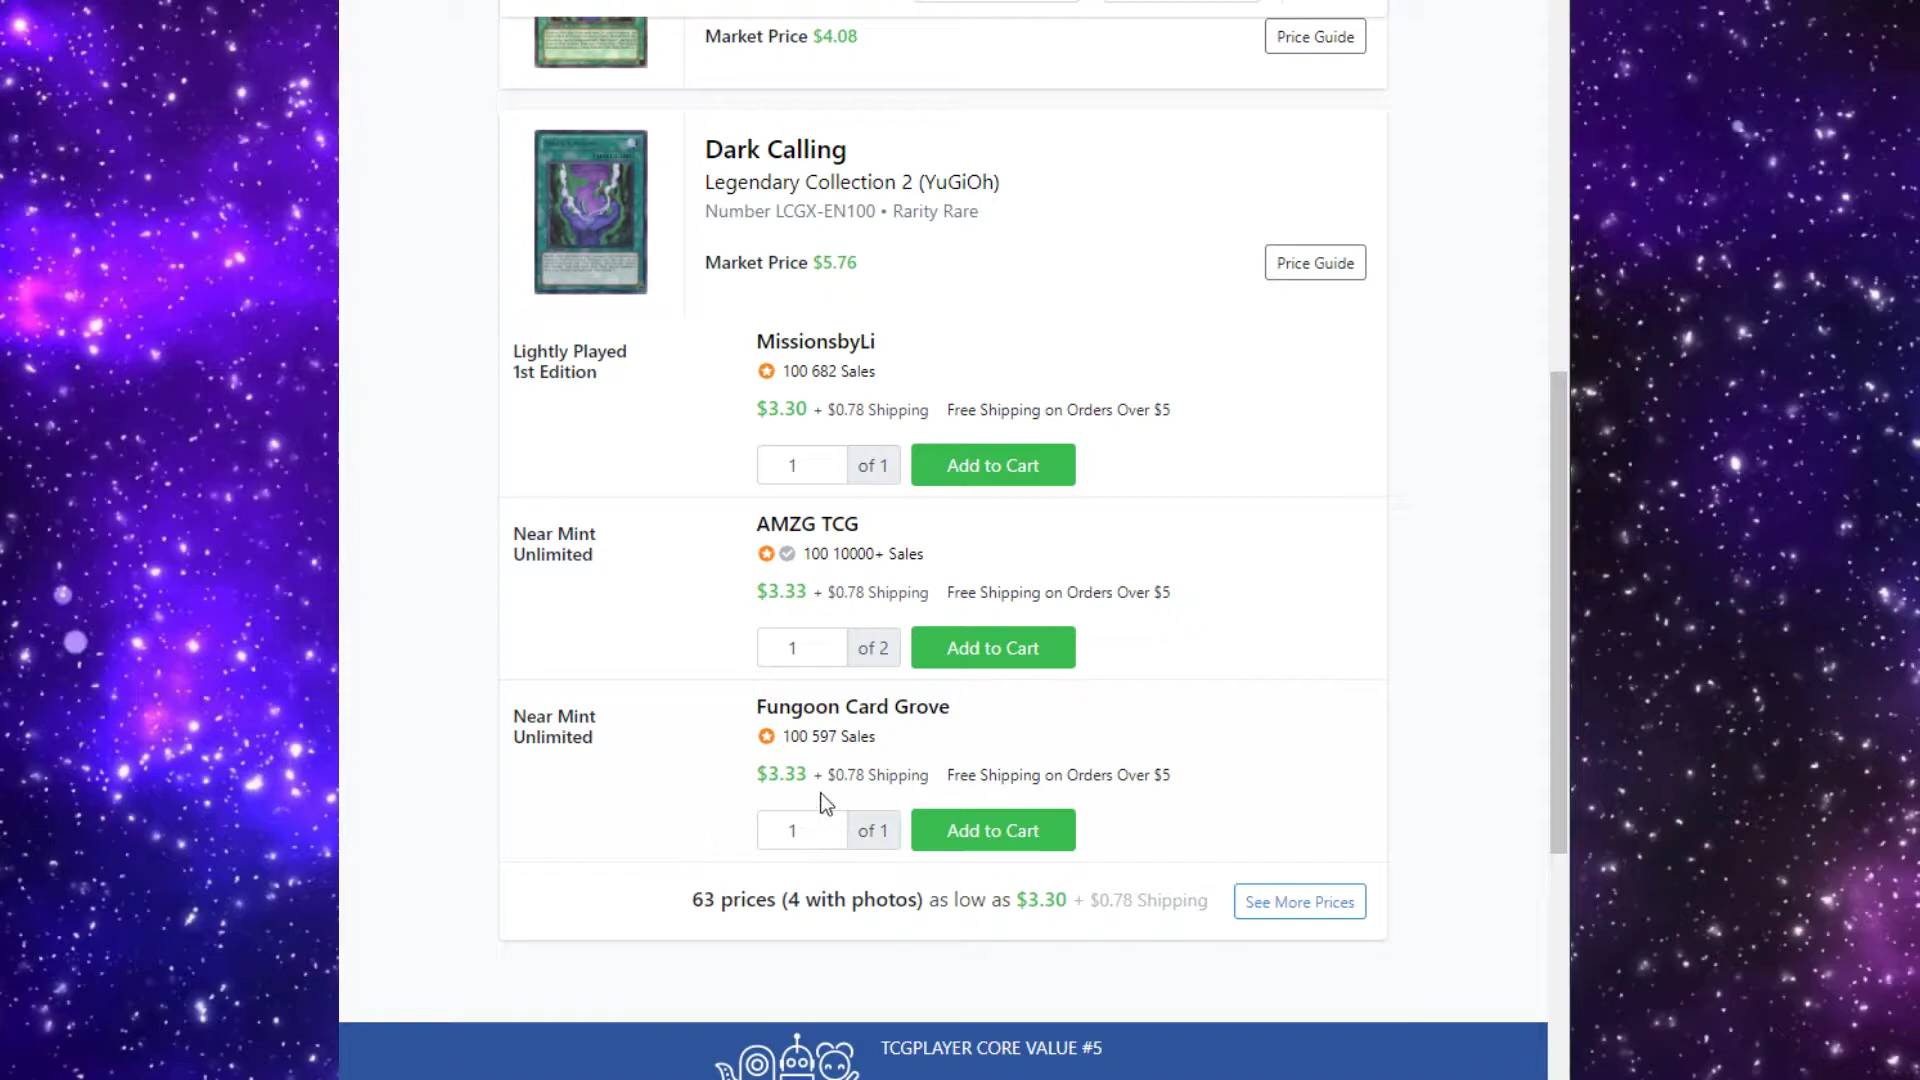 Market Price $4.08
Price Guide
Dark Calling
Legendary Collection 2 (YuGiOh)
Number LCGX-EN100 • Rarity Rare
Market Price $5.76
Price Guide
Lightly Played
1st Edition
MissionsbyLi
100 682 Sales
$3.30 + $0.78 Shipping Free Shipping on Orders Over $5
1 of 1 Add to Cart
Near Mint
Unlimited
AMZG TCG
100 10000+ Sales
$3.33 + $0.78 Shipping Free Shipping on Orders Over $5
1 of 2 Add to Cart
Near Mint
Unlimited
Fungoon Card Grove
100 597 Sales
$3.33 + $0.78 Shipping Free Shipping on Orders Over $5
1 of 1 Add to Cart
63 prices (4 with photos) as low as $3.30 + $0.78 Shipping See More Prices
TCGPLAYER CORE VALUE #5